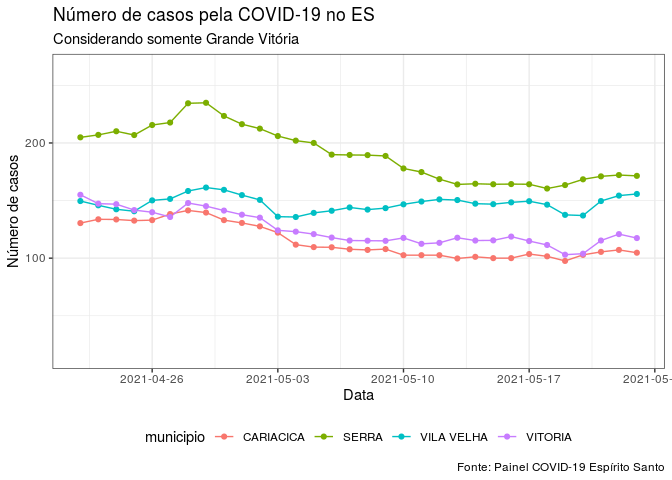 Número de casos pela COVID-19 no ES
Considerando somente Grande Vitória
Número de casos
200
100
2021-04-26 2021-05-03 2021-05-10 2021-05-17 2021-05-
Data
municipio CARIACICA SERRA VILA VELHA VITORIA
Fonte: Painel COVID-19 Espírito Santo